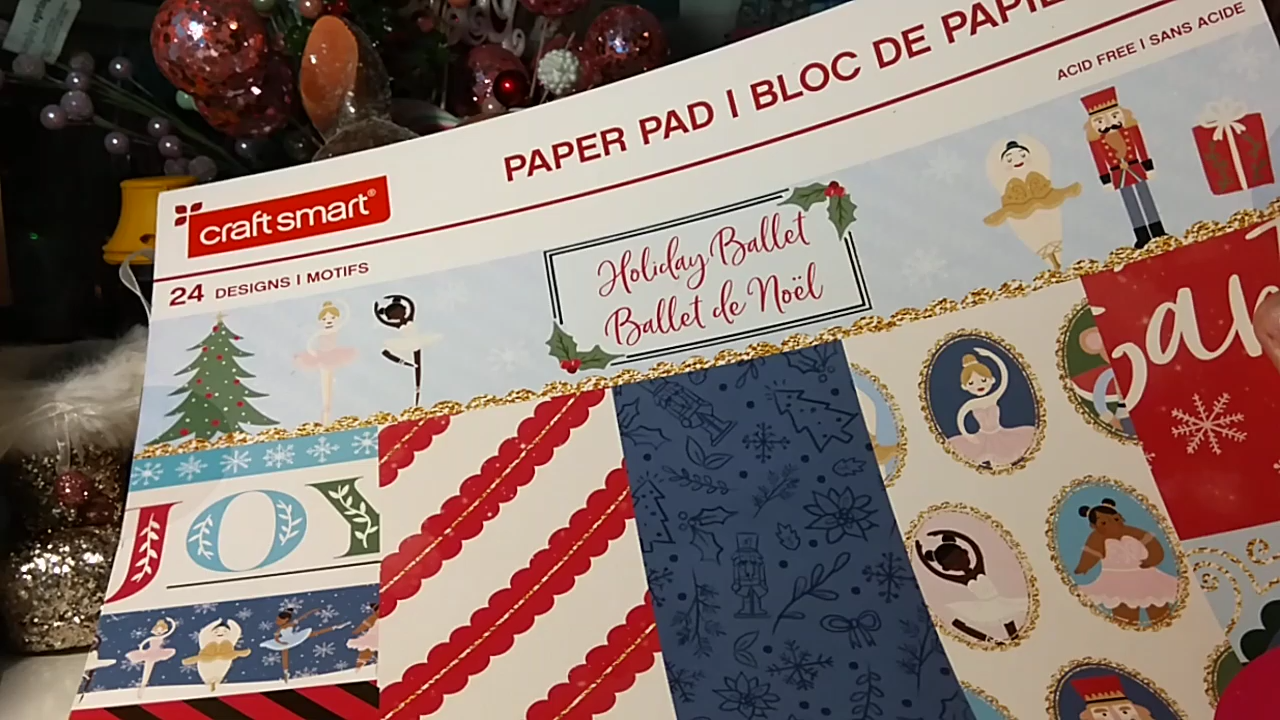 PAPER PAD | BLOC DE PAPIE
ACID FREE | SANS ACIDE
craft smart®
24 DESIGNS | MOTIFS
Holiday Ballet
Ballet de Noël
JOY